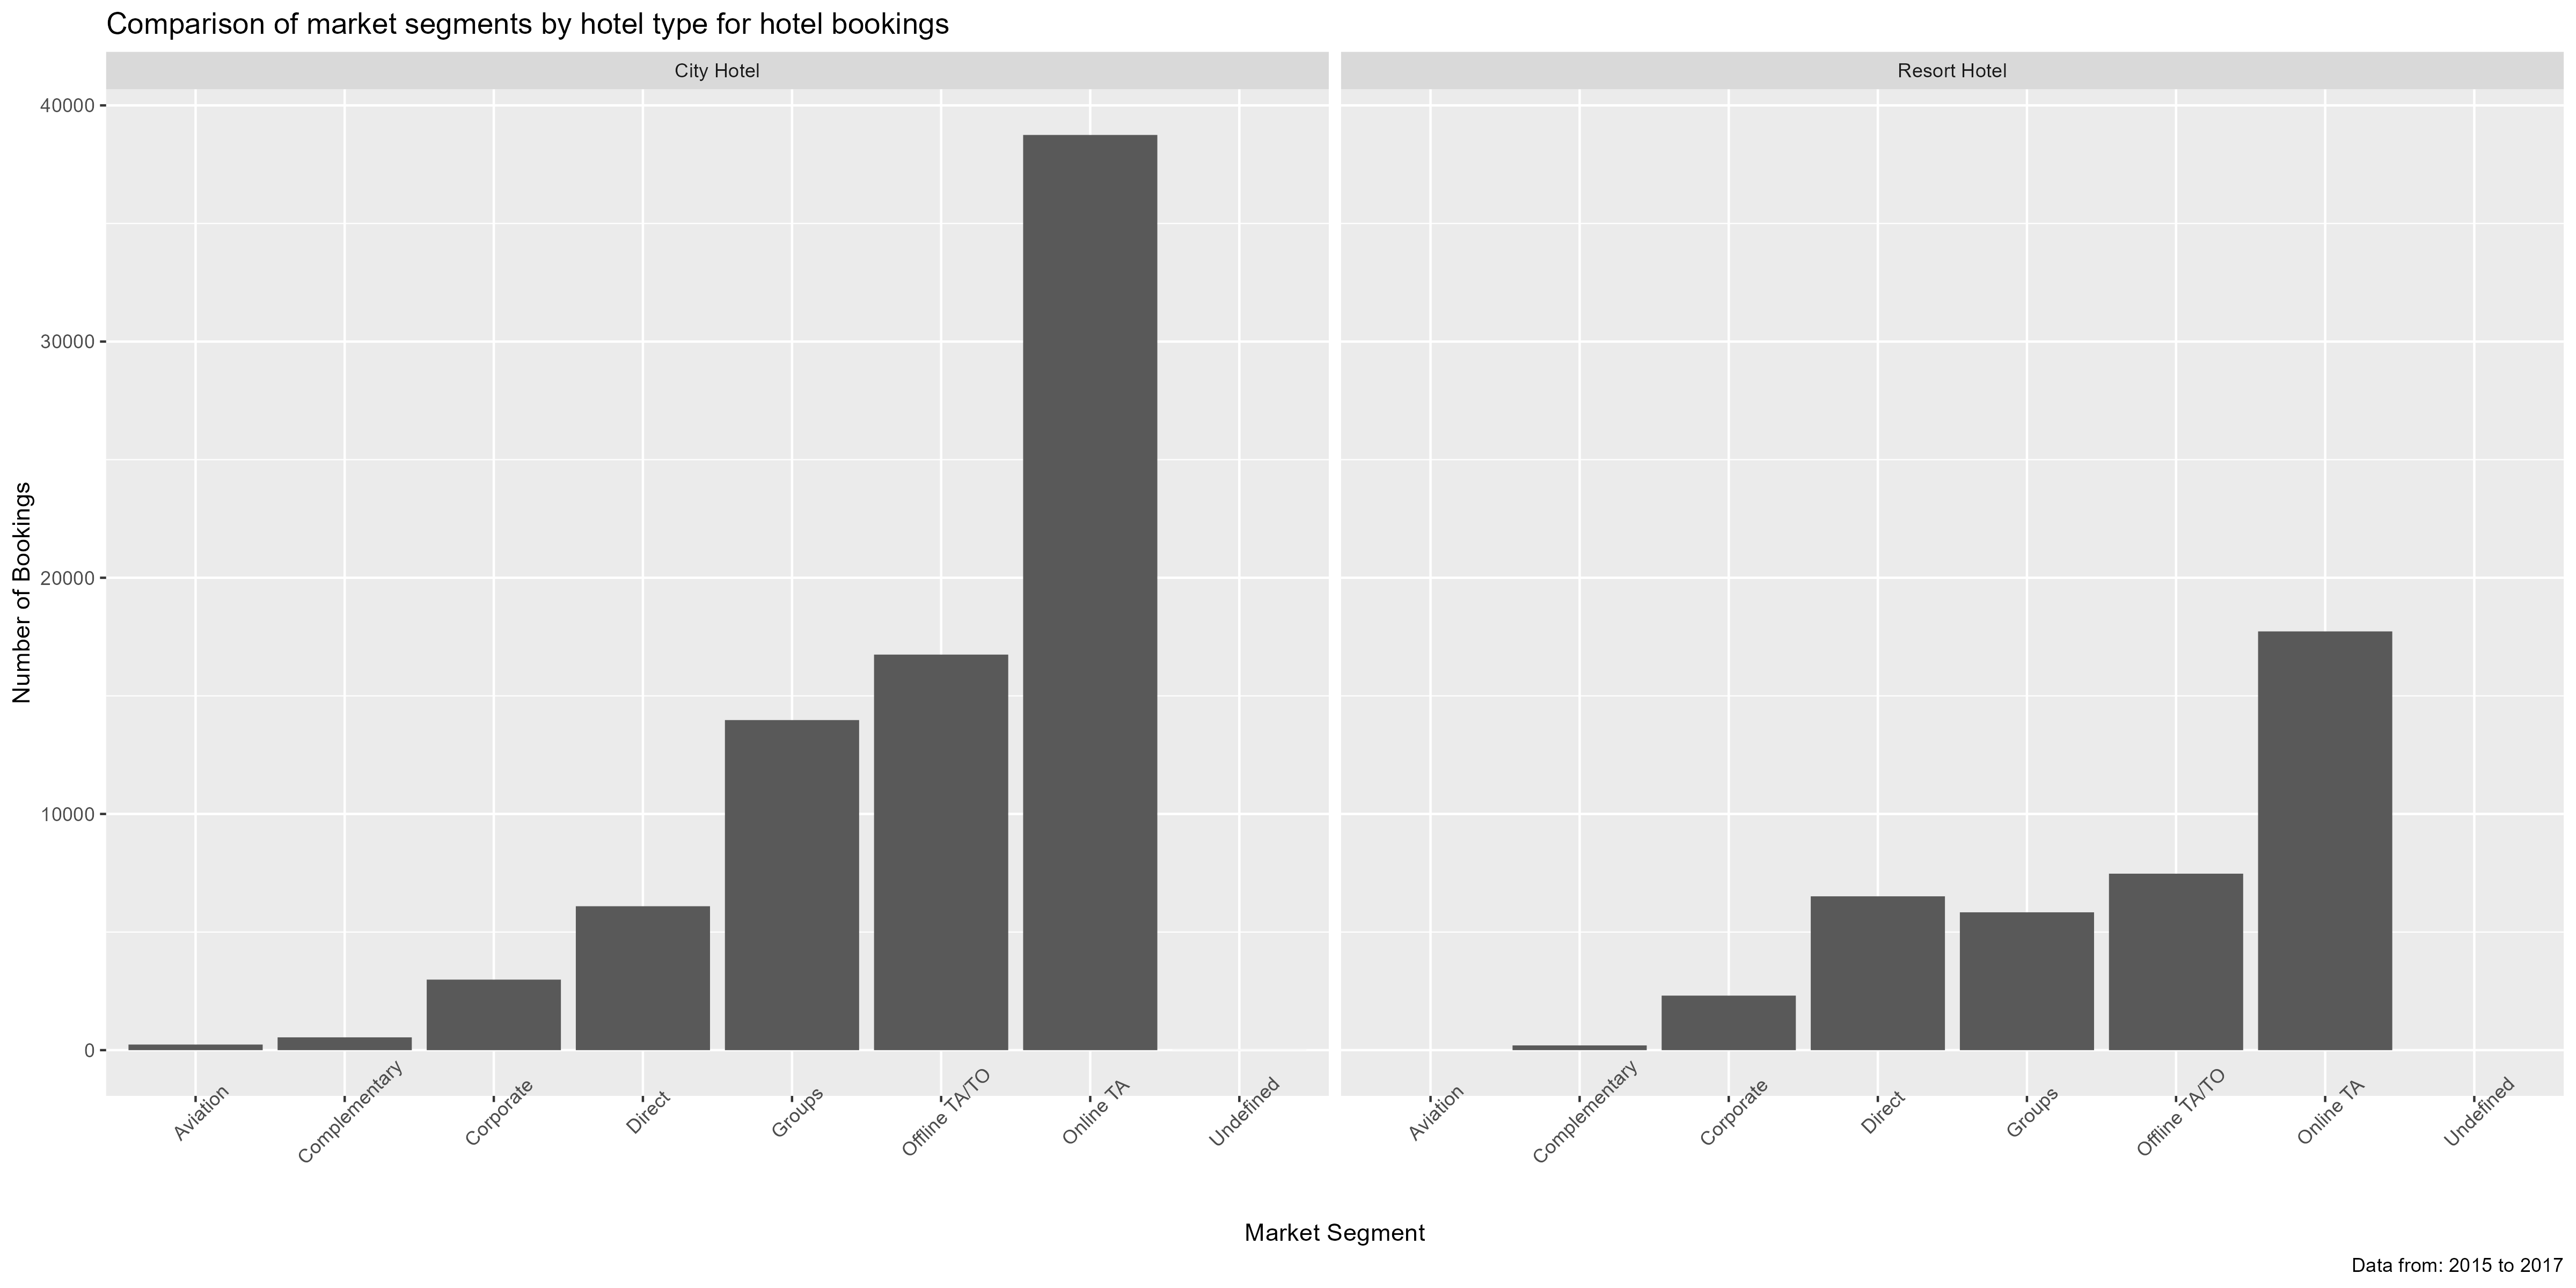 Comparison of market segments by hotel type for hotel bookings
City Hotel
Resort Hotel
Number of Bookings
40000
30000
20000
10000
0
Aviation
Complementary
Corporate
Direct
Groups
Offline TA/TO
Online TA
Undefined
Aviation
Complementary
Corporate
Direct
Groups
Offline TA/TO
Online TA
Undefined
Market Segment
Data from: 2015 to 2017